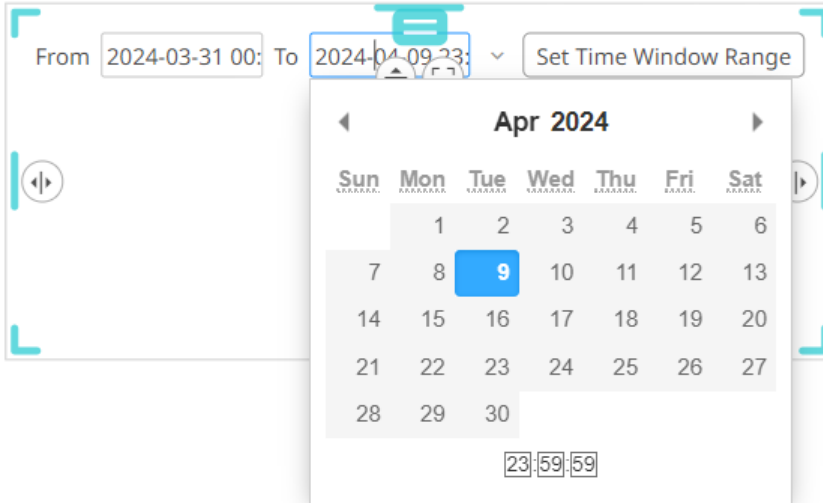 From 2024-03-31 00: To 2024-04-09 23: Set Time Window Range
Apr 2024
Sun Mon Tue Wed Thu Fri Sat
1 2 3 4 5 6
7 8 9 10 11 12 13
14 15 16 17 18 19 20
21 22 23 24 25 26 27
28 29 30
23:59:59